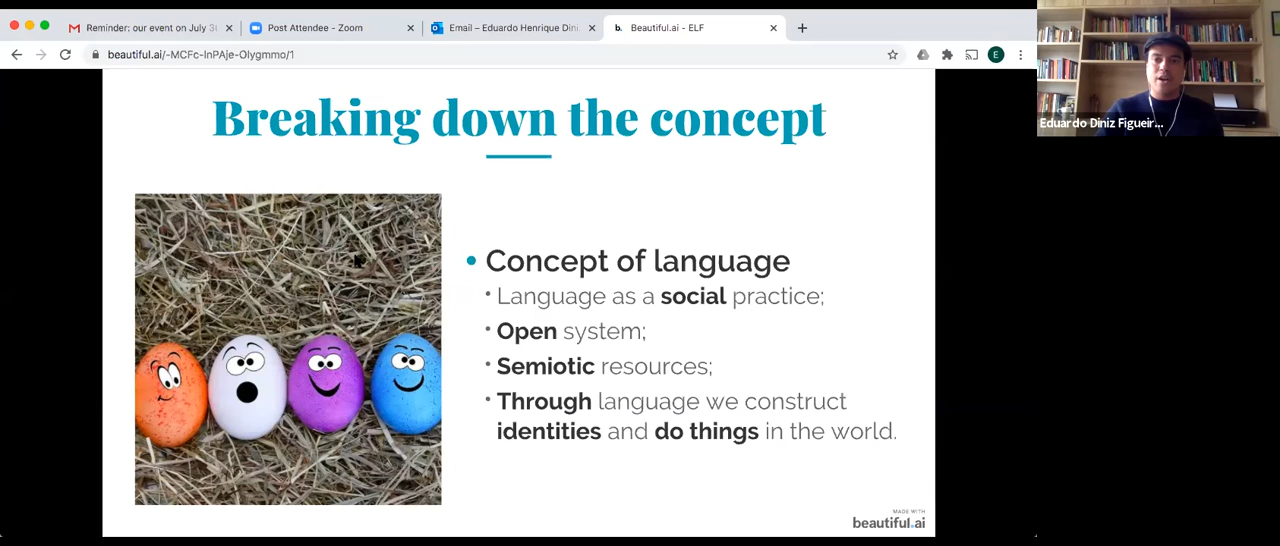 Reminder: our event on July 30
Post Attendee - Zoom
Email – Eduardo Henrique Dini
Beautiful.ai - ELF
beautiful.ai/-MCFc-InPAje-Olygmmo/1
E
Eduardo Diniz Figueir...
Breaking down the concept
• Concept of language
• Language as a social practice;
• Open system;
• Semiotic resources;
• Through language we construct
identities and do things in the world.
MADE WITH
beautiful.ai